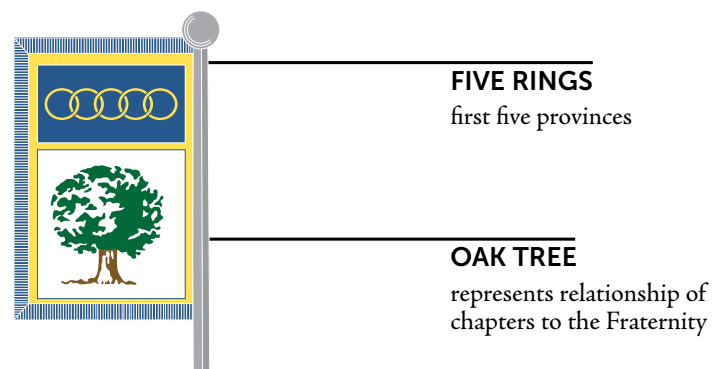 FIVE RINGS
first five provinces
OAK TREE
represents relationship of
chapters to the Fraternity